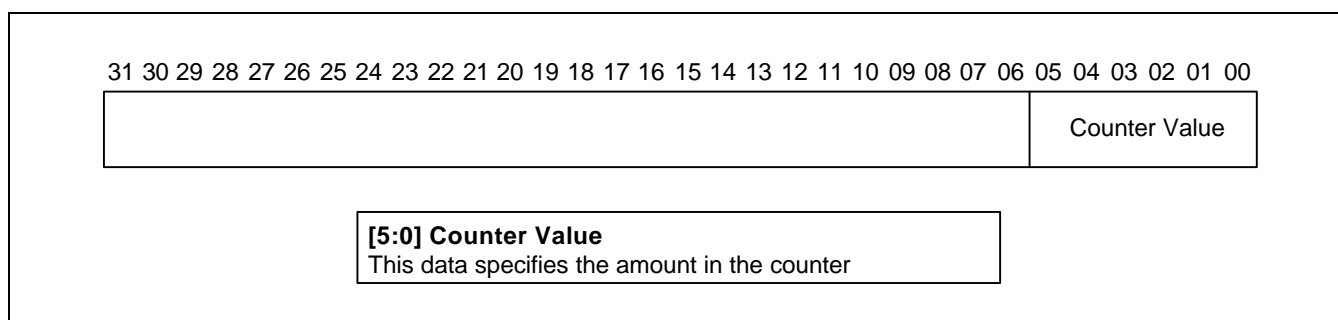 31 30 29 28 27 26 25 24 23 22 21 20 19 18 17 16 15 14 13 12 11 10 09 08 07 06 05 04 03 02 01 00
Counter Value
[5:0] Counter Value
This data specifies the amount in the counter